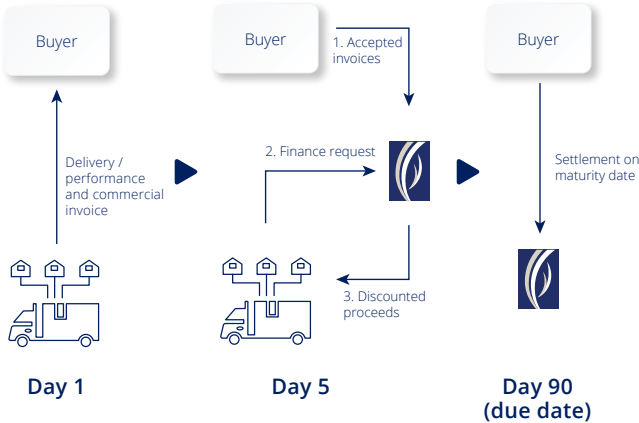 Buyer
Delivery /
performance
and commercial
invoice
Day 1
Buyer
1. Accepted
invoices
2. Finance request
3. Discounted
proceeds
Day 5
Buyer
Settlement on
maturity date
Day 90
(due date)